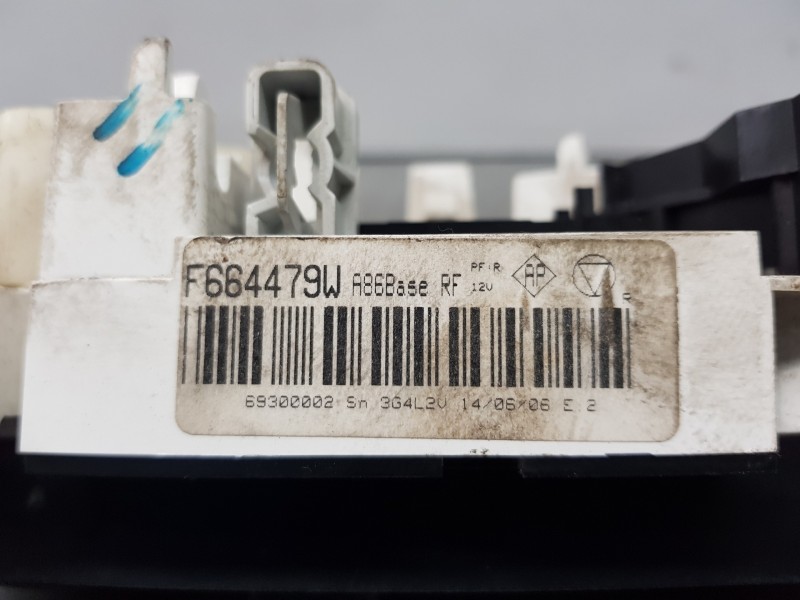 F664479W A86Base RF PF+R 12V AP
69300002 Sn 3G4L2V 14/06/06 E 2